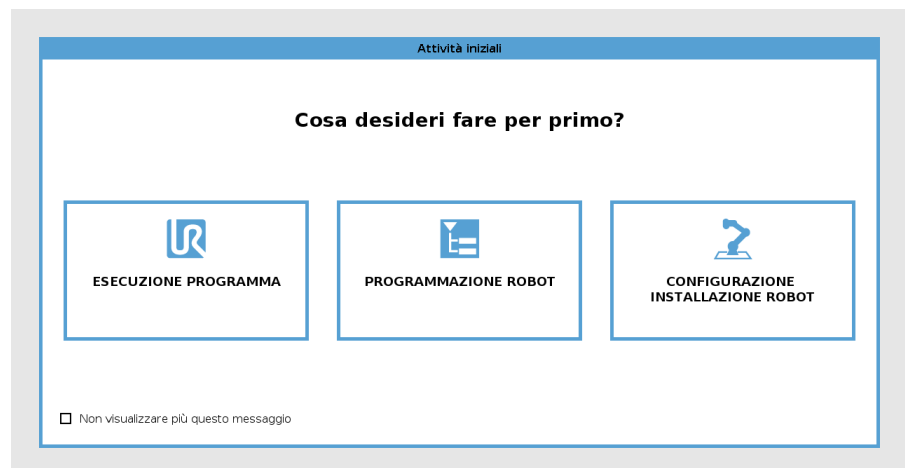 Attività iniziali
Cosa desideri fare per primo?
UR
ESECUZIONE PROGRAMMA
PROGRAMMAZIONE ROBOT
CONFIGURAZIONE
INSTALLAZIONE ROBOT
Non visualizzare più questo messaggio